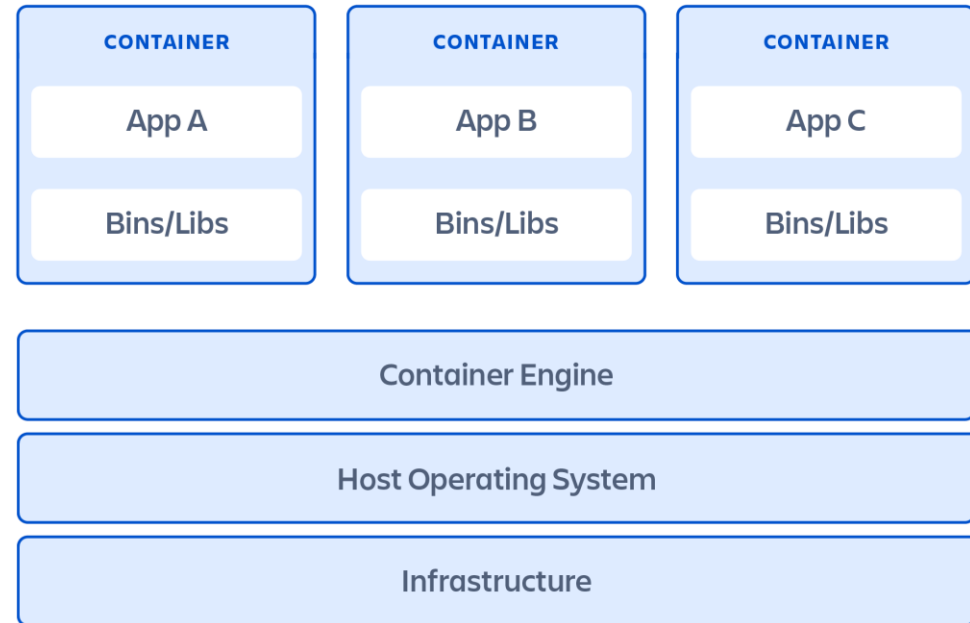 CONTAINER
CONTAINER
CONTAINER
App A
App B
App C
Bins/Libs
Bins/Libs
Bins/Libs
Container Engine
Host Operating System
Infrastructure